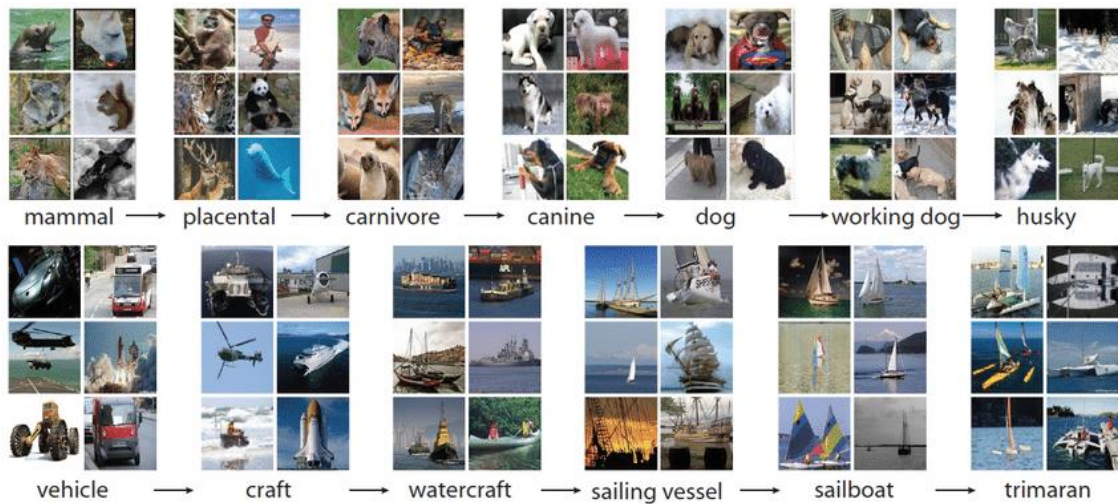 mammal → placental → carnivore → canine → dog → working dog → husky
vehicle → craft → watercraft → sailing vessel → sailboat → trimaran